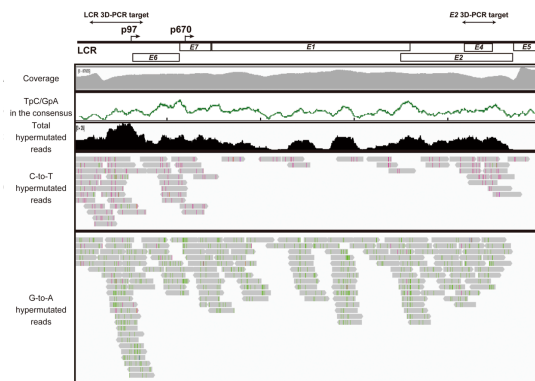 LCR 3D-PCR target
E2 3D-PCR target
p97
p670
LCR
E7
E1
E4
E5
E6
E2
Coverage
TpC/GpA
in the consensus
Total
hypermutated
reads
C-to-T
hypermutated
reads
G-to-A
hypermutated
reads